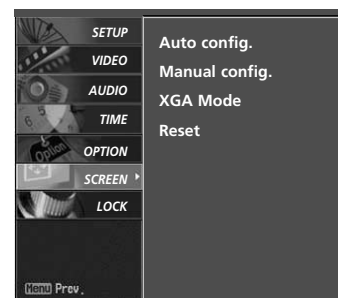 SETUP
VIDEO
AUDIO
TIME
OPTION
SCREEN
LOCK
Menu Prev.
Auto config.
Manual config.
XGA Mode
Reset